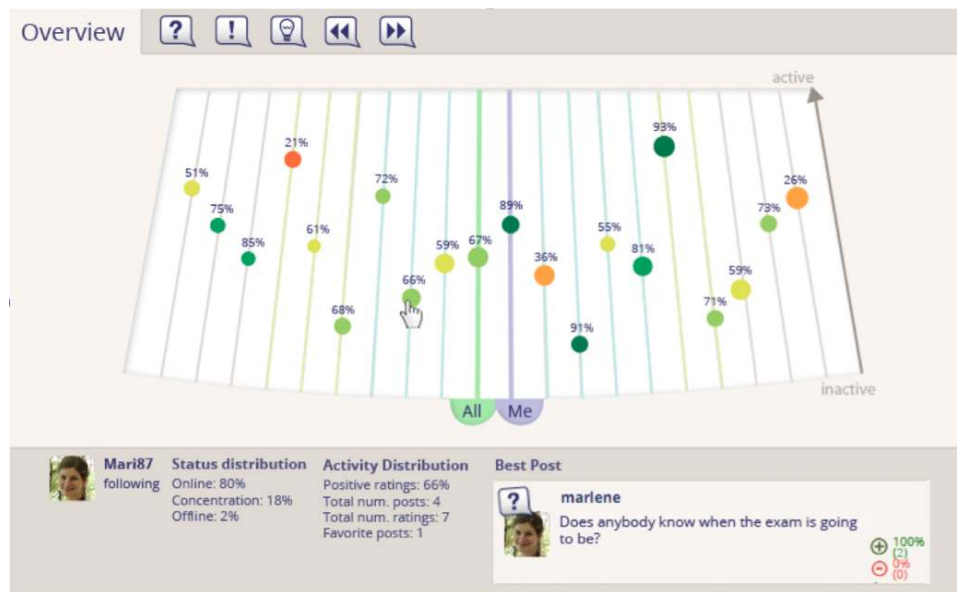 Overview
?
!
active
93%
21%
51%
72%
26%
75%
89%
73%
61%
55%
85%
59%
67%
81%
36%
59%
66%
68%
71%
91%
inactive
All
Me
Mari87
following
Status distribution
Online: 80%
Concentration: 18%
Offline: 2%
Activity Distribution
Positive ratings: 66%
Total num. posts: 4
Total num. ratings: 7
Favorite posts: 1
Best Post
?
marlene
Does anybody know when the exam is going
to be?
100%
(2)
0%
(0)